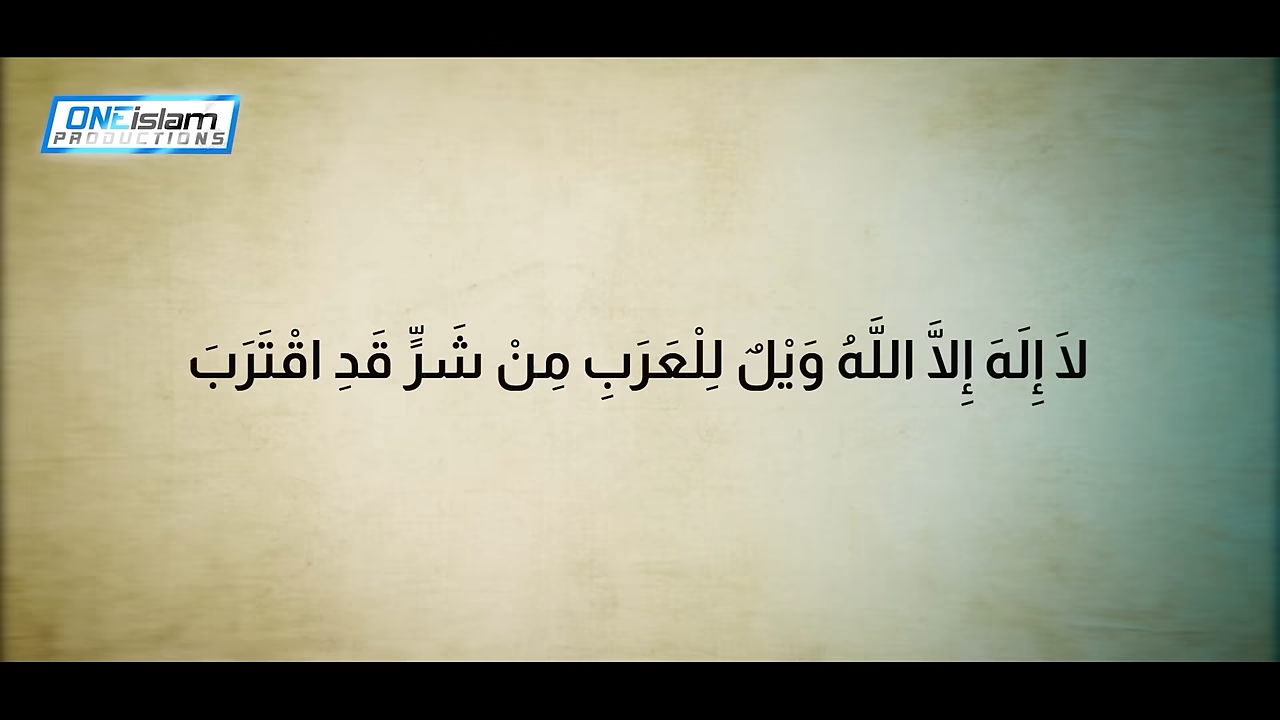 ONEislam
PRODUCTIONS
لاَ إِلَهَ إِلاَّ اللَّهُ وَيْلٌ لِلْعَرَبِ مِنْ شَرٍّ قَدِ اقْتَرَبَ